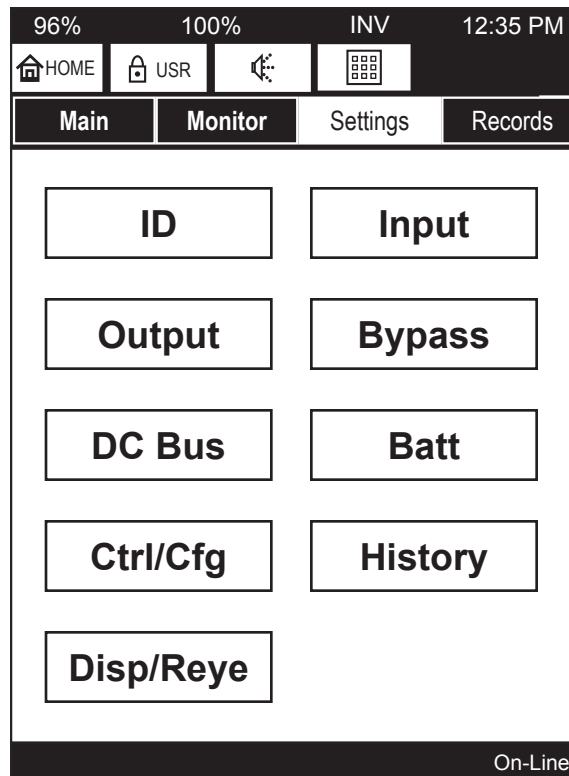 96% 100% INV 12:35 PM
HOME USR
Main Monitor Settings Records
ID Input
Output Bypass
DC Bus Batt
Ctrl/Cfg History
Disp/Reye
On-Line